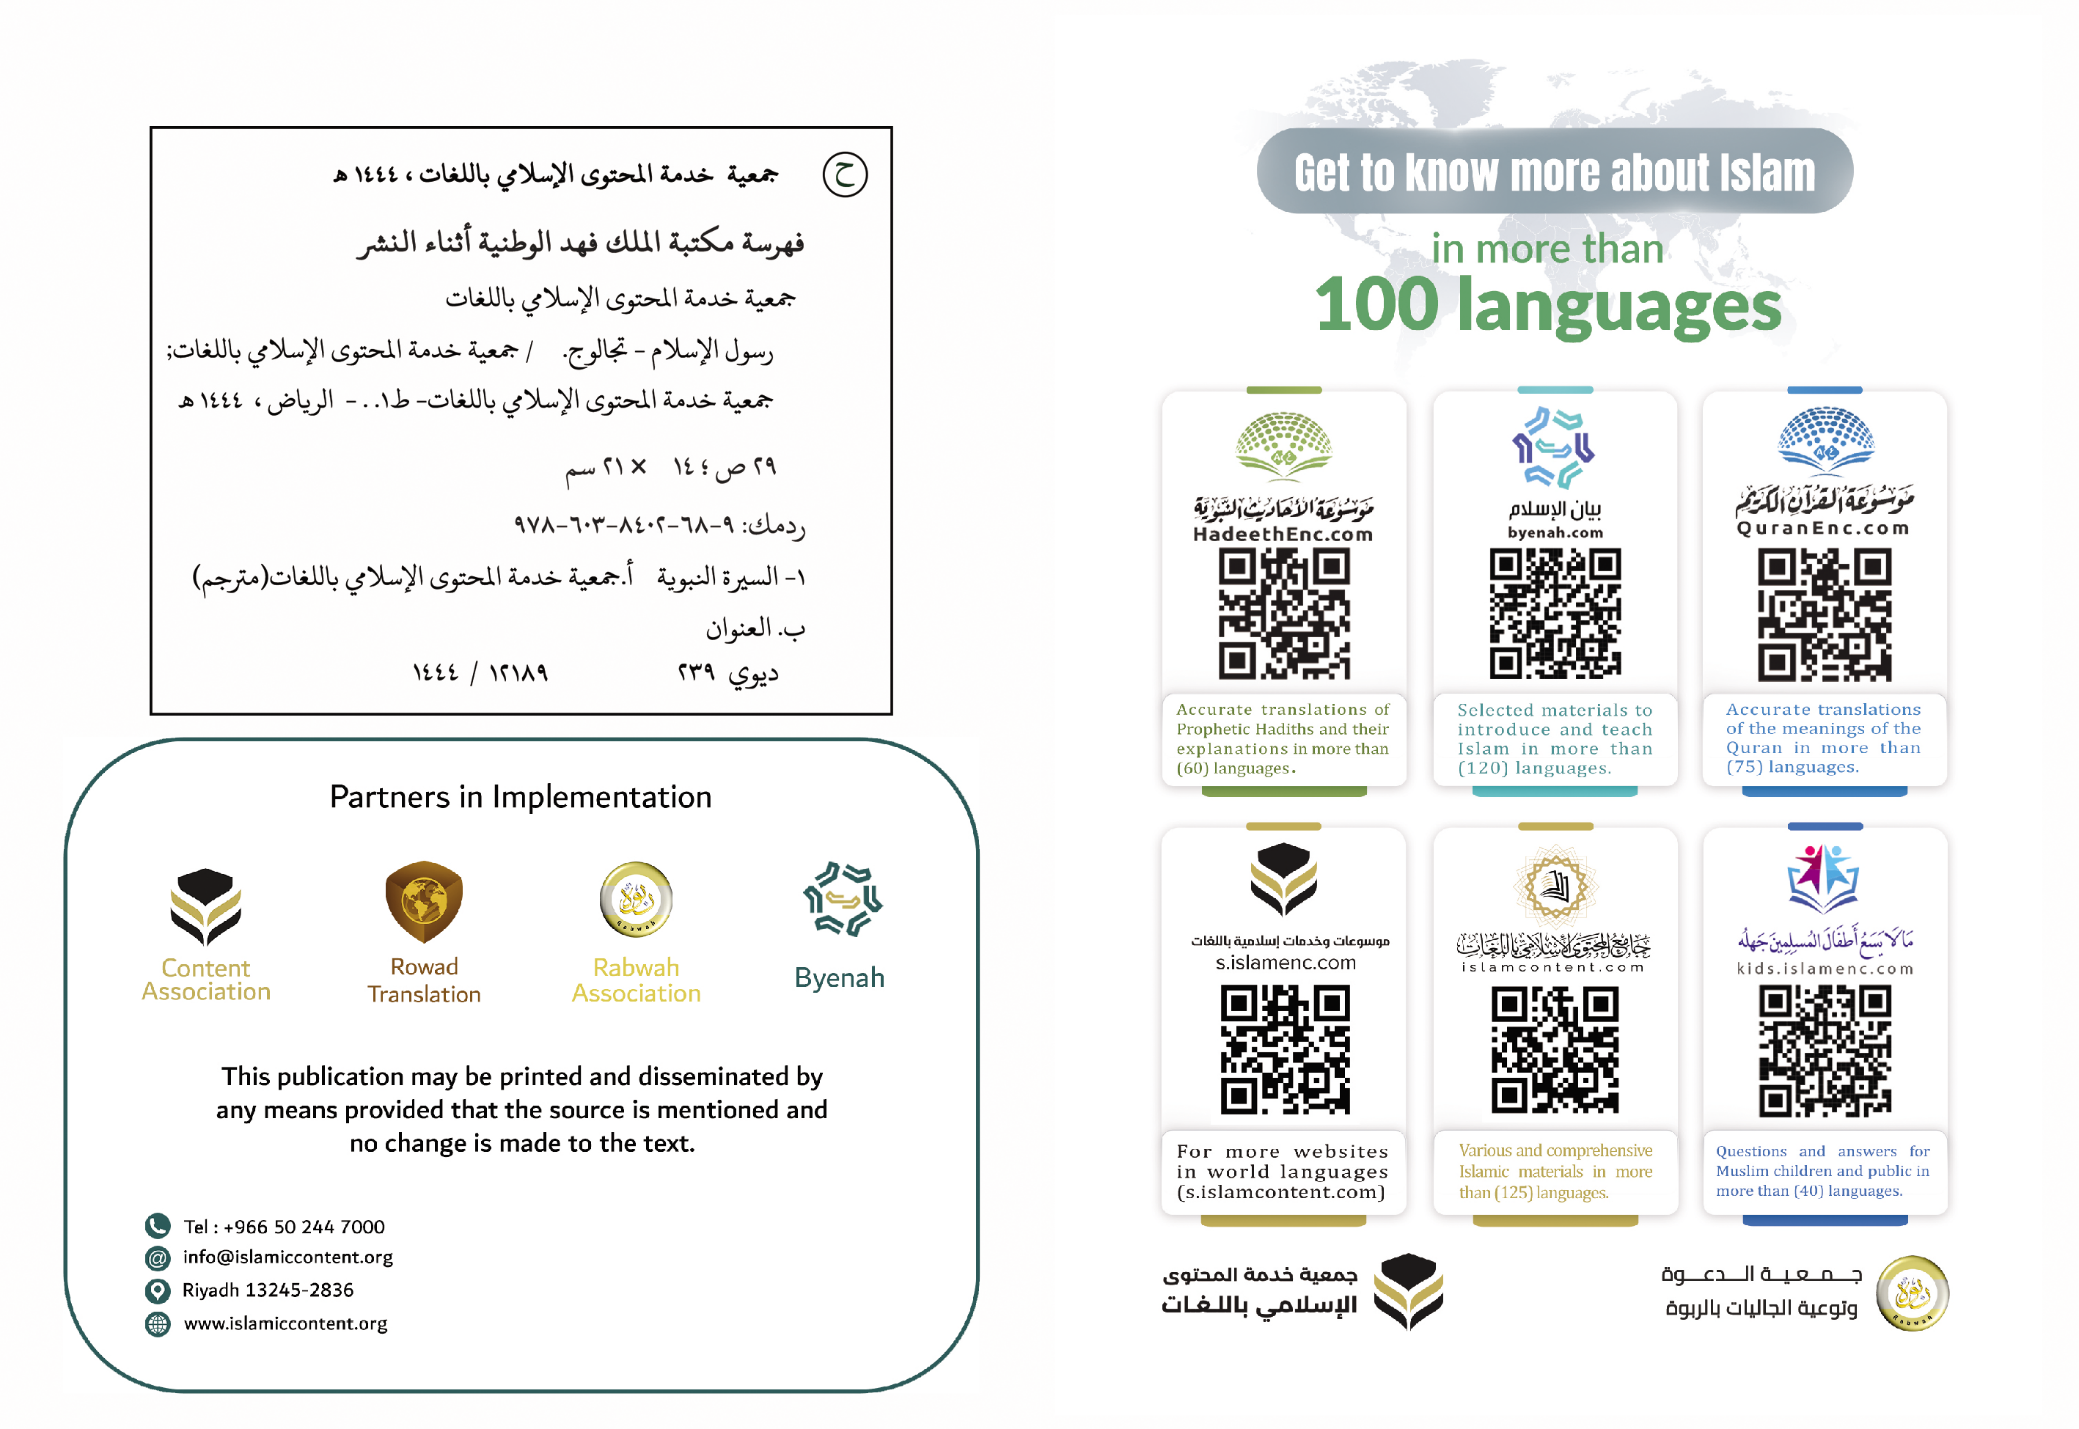 ح
جمعية خدمة المحتوى الإسلامي باللغات ، ١٤٤٤ هـ
فهرسة مكتبة الملك فهد الوطنية أثناء النشر
جمعية خدمة المحتوى الإسلامي باللغات
رسول الإسلام - تجالوج. / جمعية خدمة المحتوى الإسلامي باللغات؛
جمعية خدمة المحتوى الإسلامي باللغات- ط١. . - الرياض ، ١٤٤٤ هـ
٢٩ ص ؛ ١٤ × ٢١ سم
ردمك: ٩-٦٨-٨٤٠٢-٦٠٣-٩٧٨
١- السيرة النبوية أ.جمعية خدمة المحتوى الإسلامي باللغات(مترجم)
ب. العنوان
ديوي ٢٣٩ ١٢١٨٩ / ١٤٤٤
Partners in Implementation
Content
Association
Rowad
Translation
Rabwah
Rabwah
Association
Byenah
This publication may be printed and disseminated by
any means provided that the source is mentioned and
no change is made to the text.
Tel : +966 50 244 7000
info@islamiccontent.org
Riyadh 13245-2836
www.islamiccontent.org
Get to know more about Islam
in more than
100 languages
موسوعة الأحاديث النبوية
HadeethEnc.com
Accurate translations of
Prophetic Hadiths and their
explanations in more than
(60) languages.
بيان الإسلام
byenah.com
Selected materials to
introduce and teach
Islam in more than
(120) languages.
موسوعة القرآن الكريم
QuranEnc.com
Accurate translations
of the meanings of the
Quran in more than
(75) languages.
موسوعات وخدمات إسلامية باللغات
s.islamenc.com
For more websites
in world languages
(s.islamcontent.com)
جامع المحتوى الإسلامي باللغات
islamcontent.com
Various and comprehensive
Islamic materials in more
than (125) languages.
مَا لَا يَسَعُ أَطْفَالَ المُسلِمِينَ جَهلُه
kids.islamenc.com
Questions and answers for
Muslim children and public in
more than (40) languages.
جمعية خدمة المحتوى
الإسلامي باللغات
جـمـعـيـة الـدعـوة
وتوعية الجاليات بالربوة
Rabwah